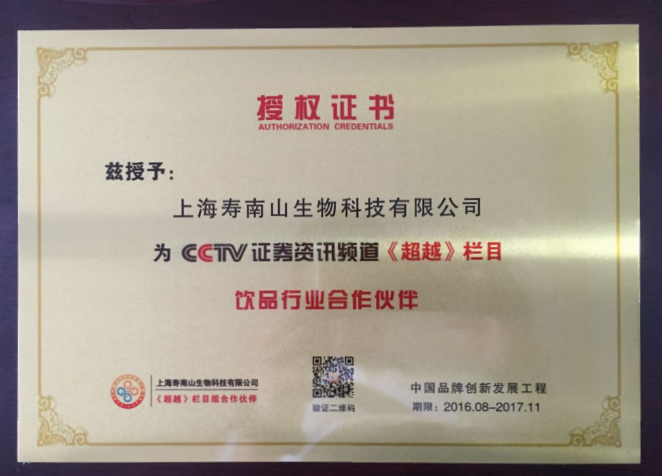 授权证书
AUTHORIZATION CREDENTIALS
兹授予：
上海寿南山生物科技有限公司
为 CCTV 证券资讯频道《超越》栏目
饮品行业合作伙伴
上海寿南山生物科技有限公司
《超越》栏目组合作伙伴
验证二维码
中国品牌创新发展工程
期限：2016.08-2017.11